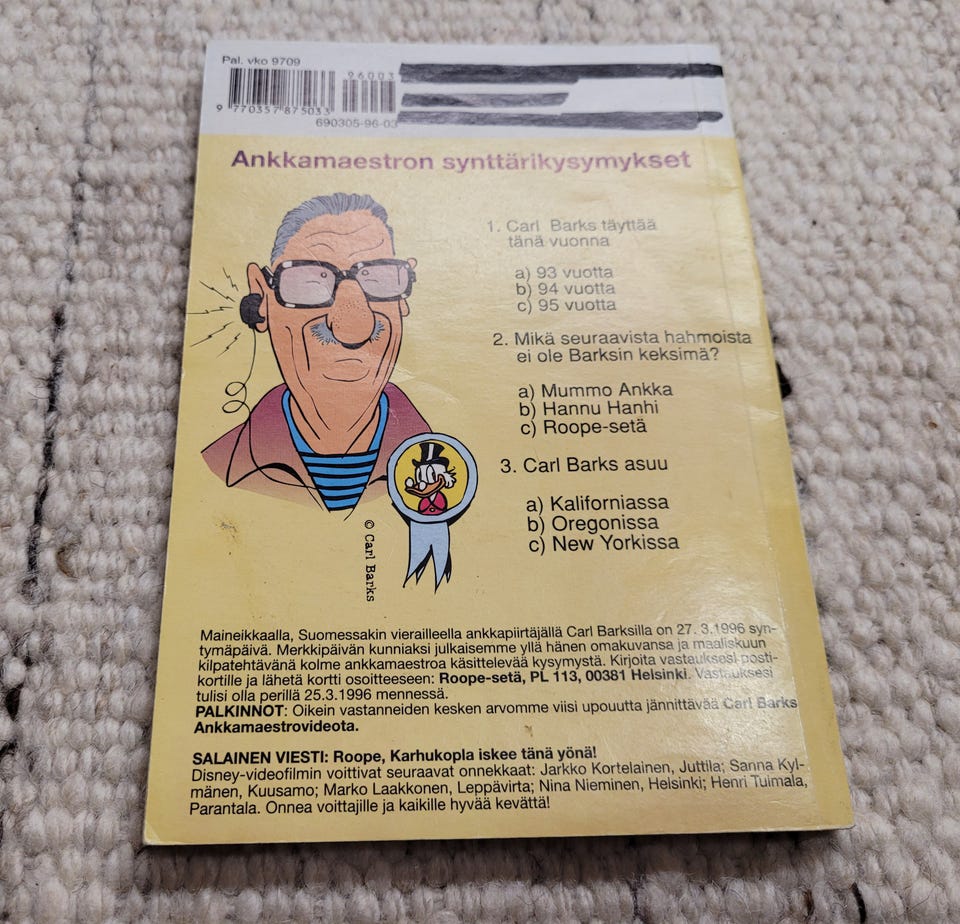 Pal. vko 9709
96003
9 770357 875033
690305-96-03
Ankkamaestron synttärikysymykset
1. Carl Barks täyttää
tänä vuonna
a) 93 vuotta
b) 94 vuotta
c) 95 vuotta
2. Mikä seuraavista hahmoista
ei ole Barksin keksimä?
a) Mummo Ankka
b) Hannu Hanhi
c) Roope-setä
3. Carl Barks asuu
a) Kaliforniassa
b) Oregonissa
c) New Yorkissa
© Carl Barks
Maineikkaalla, Suomessakin vierailleella ankkapiirtäjällä Carl Barksilla on 27. 3.1996 syn-
tymäpäivä. Merkkipäivän kunniaksi julkaisemme yllä hänen omakuvansa ja maaliskuun
kilpatehtävänä kolme ankkamaestroa käsittelevää kysymystä. Kirjoita vastauksesi posti-
kortille ja lähetä kortti osoitteeseen: Roope-setä, PL 113, 00381 Helsinki. Vastauksesi
tulisi olla perillä 25.3.1996 mennessä.
PALKINNOT: Oikein vastanneiden kesken arvomme viisi upouutta jännittävää Carl Barks
Ankkamaestrovideota.
SALAINEN VIESTI: Roope, Karhukopla iskee tänä yönä!
Disney-videofilmin voittivat seuraavat onnekkaat: Jarkko Kortelainen, Juttila; Sanna Kyl-
mänen, Kuusamo; Marko Laakkonen, Leppävirta; Nina Nieminen, Helsinki; Henri Tuimala,
Parantala. Onnea voittajille ja kaikille hyvää kevättä!